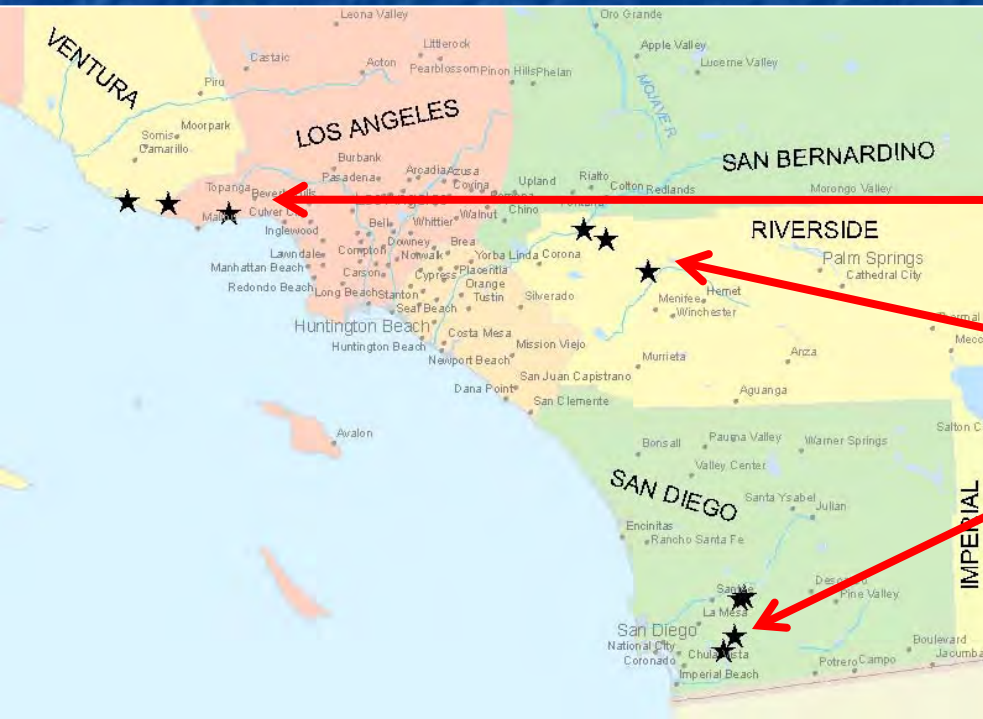 Leona Valley
Oro Grande
VENTURA
Littlerock
Apple Valley
Castaic
Acton
Pearblossom
Pinon Hills
Phelan
Lucerne Valley
Piru
MOJAVE R
LOS ANGELES
Moorpark
Somis
Camarillo
Burbank
SAN BERNARDINO
Pasadena
Arcadia
Azusa
Topanga
Covina
Upland
Rialto
Colton
Redlands
Morongo Valley
Culver
Walnut
Chino
Inglewood
Bell
Whittier
RIVERSIDE
Lawndale
Compton
Downey
Norwalk
Brea
Yorba Linda
Corona
Palm Springs
Manhattan Beach
Carson
Cypress
Placentia
Cathedral City
Redondo Beach
Long Beach
Stanton
Orange
Tustin
Silverado
Menifee
Hemet
Seal Beach
Winchester
Huntington Beach
Costa Mesa
Huntington Beach
Mission Viejo
Newport Beach
Murrieta
Anza
San Juan Capistrano
Dana Point
Aguanga
San Clemente
Avalon
Bonsall
Pauma Valley
Warner Springs
Salton C
Valley Center
SAN DIEGO
Santa Ysabel
Julian
IMPERIAL
Encinitas
Rancho Santa Fe
Pine Valley
La Mesa
San Diego
National City
Boulevard
Coronado
Jacumba
Potrero
Campo
Imperial Beach